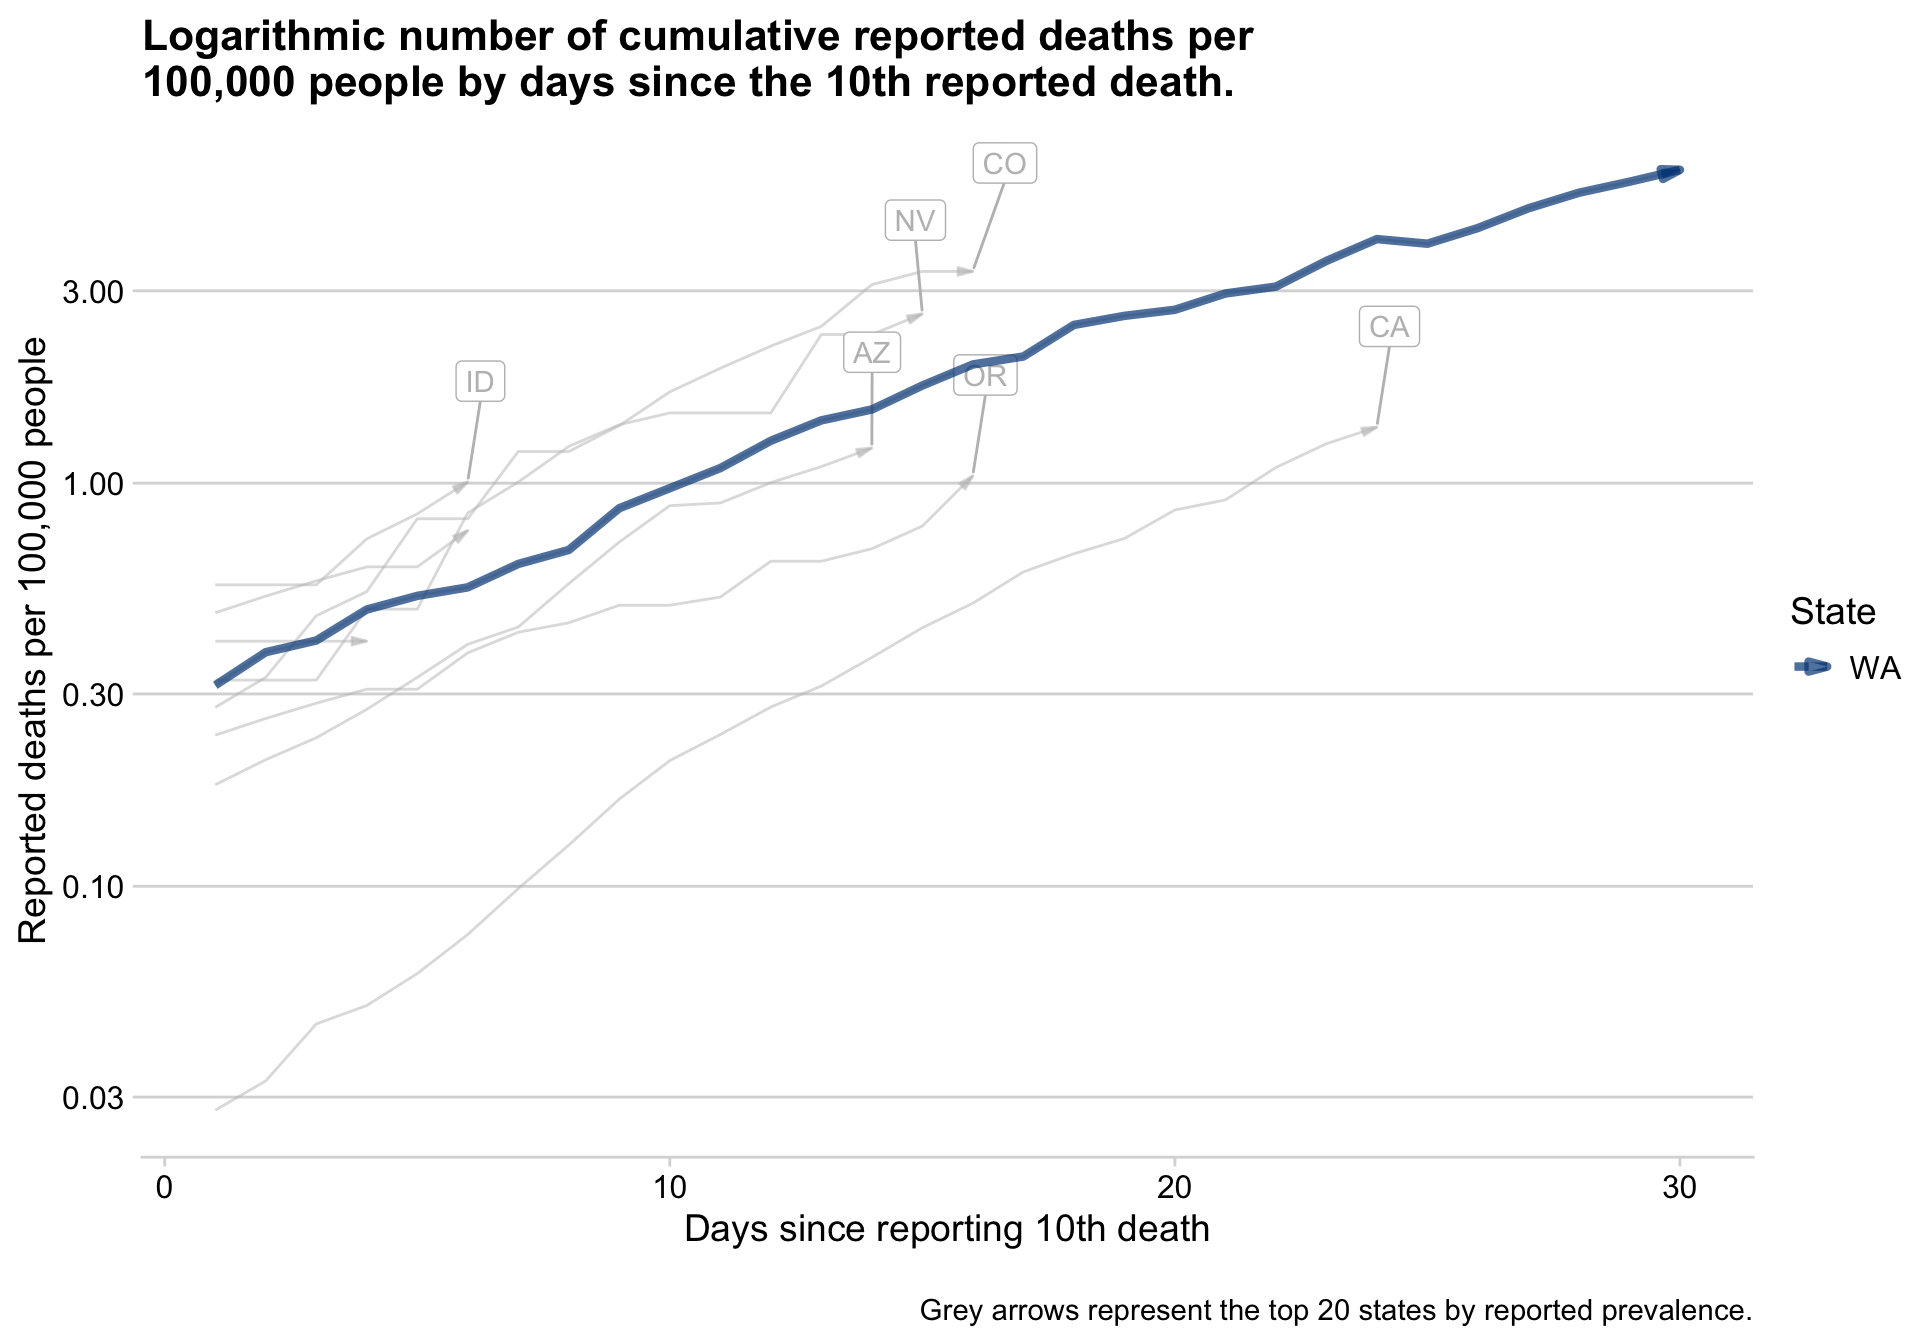 Logarithmic number of cumulative reported deaths per
100,000 people by days since the 10th reported death.
CO
NV
CA
AZ
OR
ID
3.00
1.00
0.30
0.10
0.03
Reported deaths per 100,000 people
0
10
20
30
Days since reporting 10th death
State
WA
Grey arrows represent the top 20 states by reported prevalence.